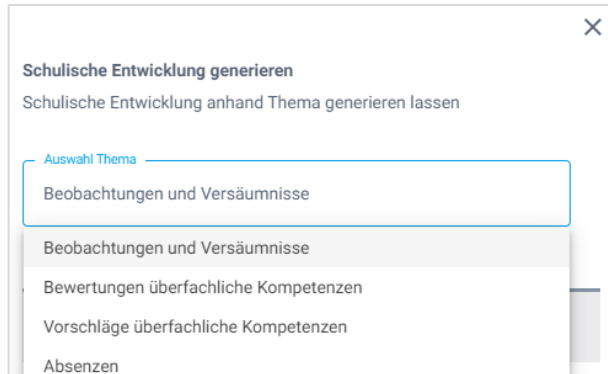 Schulische Entwicklung generieren
Schulische Entwicklung anhand Thema generieren lassen
Auswahl Thema
Beobachtungen und Versäumnisse
Beobachtungen und Versäumnisse
Bewertungen überfachliche Kompetenzen
Vorschläge überfachliche Kompetenzen
Absenzen